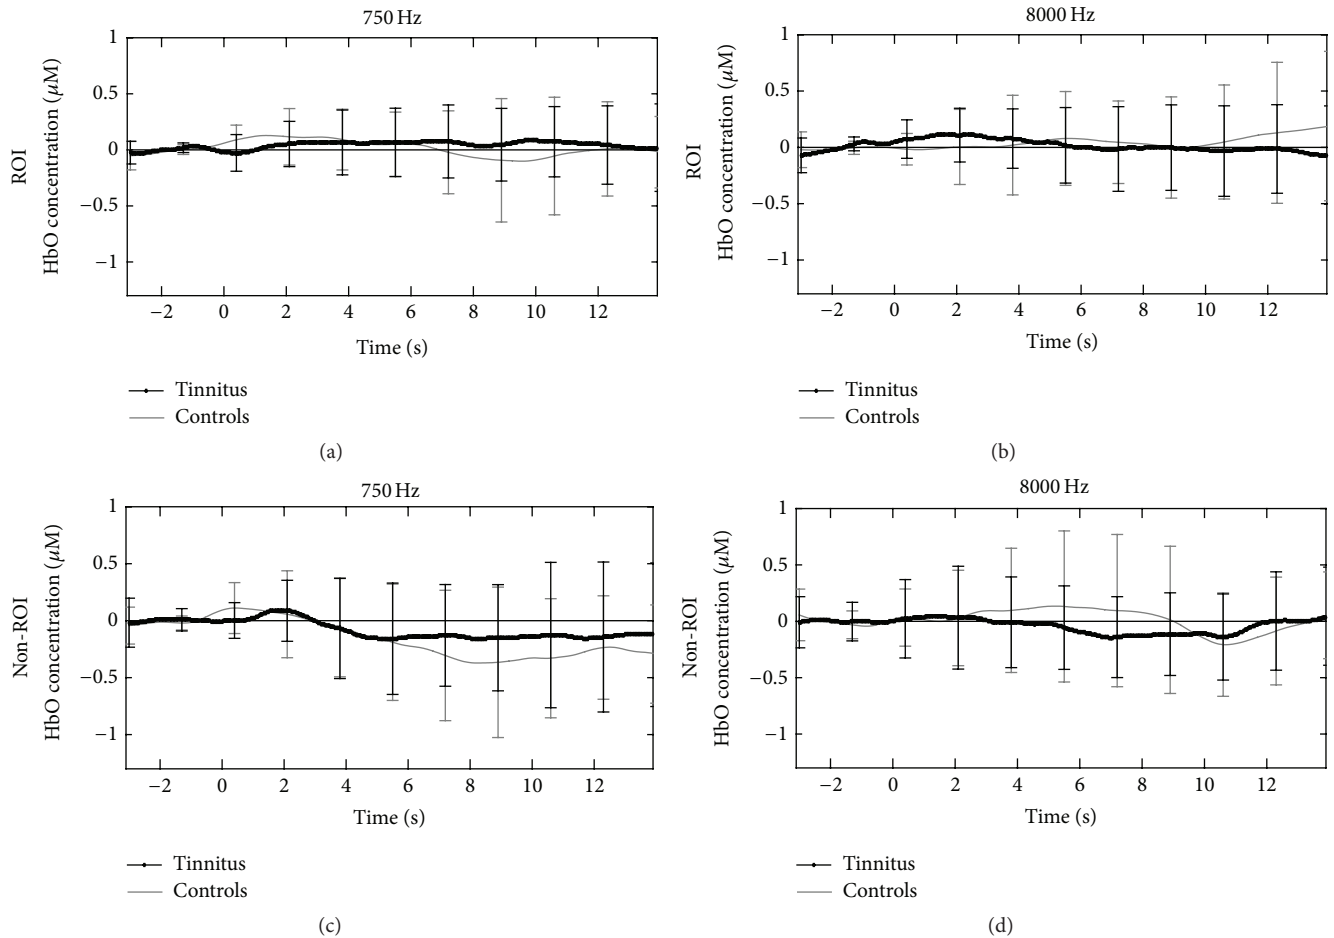 750 Hz
1
0.5
0
−0.5
−1
ROI
HbO concentration (μM)
−2 0 2 4 6 8 10 12
Time (s)
Tinnitus
Controls
(a)
8000 Hz
1
0.5
0
−0.5
−1
ROI
HbO concentration (μM)
−2 0 2 4 6 8 10 12
Time (s)
Tinnitus
Controls
(b)
750 Hz
1
0.5
0
−0.5
−1
Non-ROI
HbO concentration (μM)
−2 0 2 4 6 8 10 12
Time (s)
Tinnitus
Controls
(c)
8000 Hz
1
0.5
0
−0.5
−1
Non-ROI
HbO concentration (μM)
−2 0 2 4 6 8 10 12
Time (s)
Tinnitus
Controls
(d)